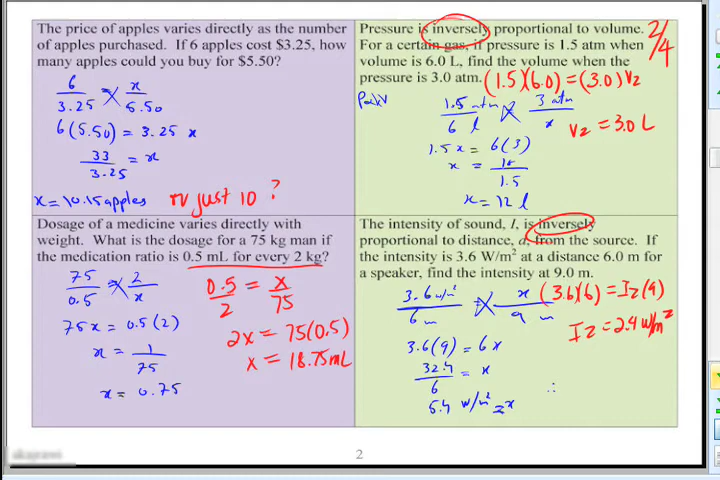 The price of apples varies directly as the number
of apples purchased. If 6 apples cost $3.25, how
many apples could you buy for $5.50?
6/3.25 x/5.50
6(5.50) = 3.25 x
33/3.25 = x
x = 10.15 apples
or just 10 ?
Pressure is inversely proportional to volume.
For a certain gas, if pressure is 1.5 atm when
volume is 6.0 L, find the volume when the
pressure is 3.0 atm.
2/4
(1.5)(6.0) = (3.0) V2
1.5 atm/6 l 3 atm/x
V2 = 3.0 L
1.5 x = 6(3)
x = 18/1.5
x = 12 l
Dosage of a medicine varies directly with
weight. What is the dosage for a 75 kg man if
the medication ratio is 0.5 mL for every 2 kg?
75/0.5 2/x
75x = 0.5(2)
x = 1/75
x = 0.75
0.5/2 = x/75
2x = 75(0.5)
x = 18.75 mL
The intensity of sound, I, is inversely
proportional to distance, d, from the source. If
the intensity is 3.6 W/m² at a distance 6.0 m for
a speaker, find the intensity at 9.0 m.
3.6 w/m²/6 m x/9 m
3.6(9) = 6x
32.4/6 = x
5.4 w/m² = x
(3.6)(6) = I2(9)
I2 = 2.4 w/m²
2